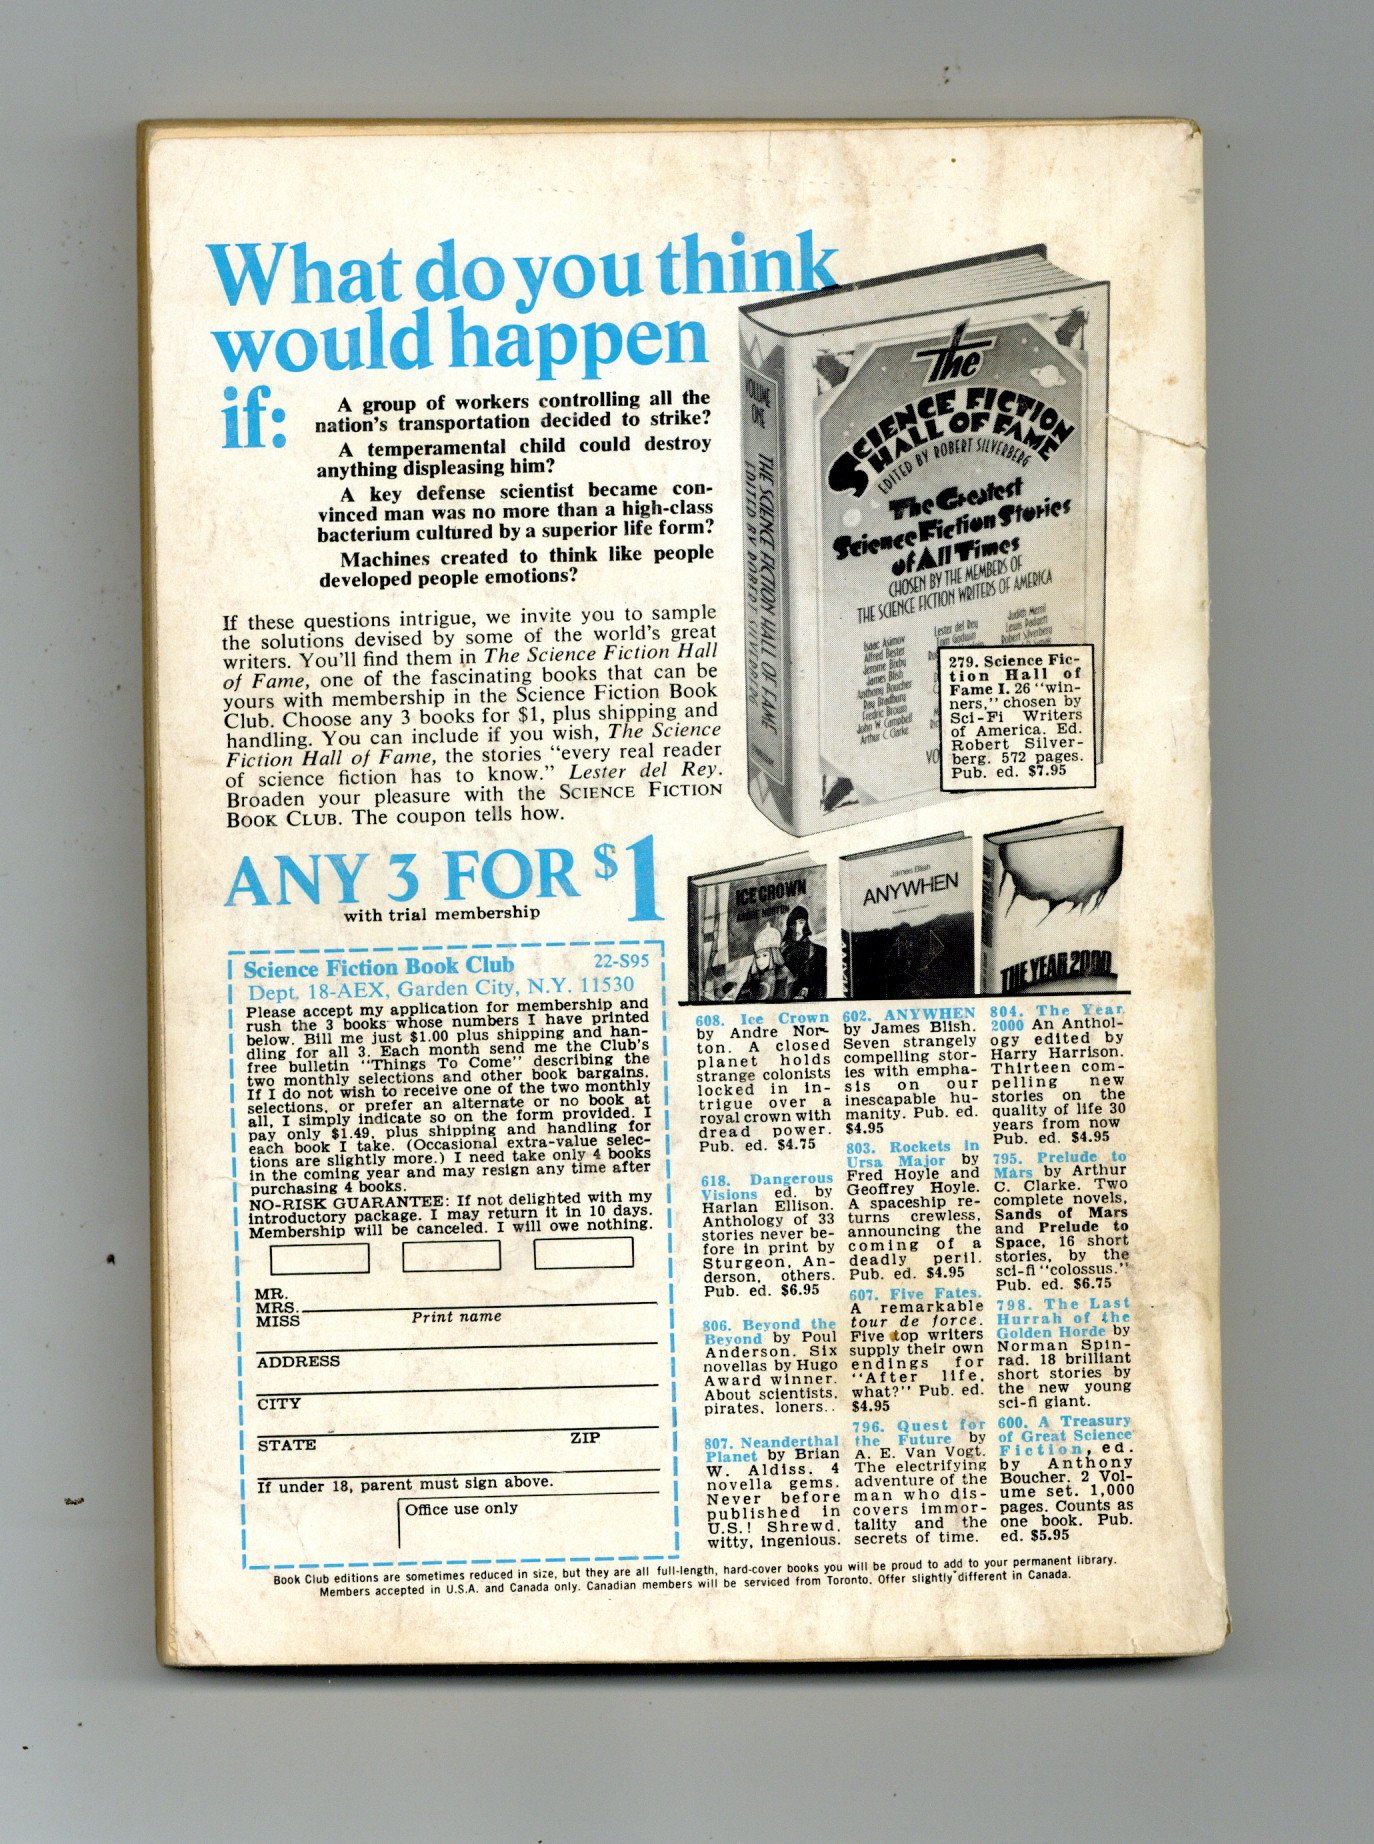 What do you think
would happen
if:
A group of workers controlling all the
nation's transportation decided to strike?
A temperamental child could destroy
anything displeasing him?
A key defense scientist became con-
vinced man was no more than a high-class
bacterium cultured by a superior life form?
Machines created to think like people
developed people emotions?
If these questions intrigue, we invite you to sample
the solutions devised by some of the world's great
writers. You'll find them in The Science Fiction Hall
of Fame, one of the fascinating books that can be
yours with membership in the Science Fiction Book
Club. Choose any 3 books for $1, plus shipping and
handling. You can include if you wish, The Science
Fiction Hall of Fame, the stories "every real reader
of science fiction has to know." Lester del Rey.
Broaden your pleasure with the SCIENCE FICTION
BOOK CLUB. The coupon tells how.
VOLUME
ONE
THE SCIENCE FICTION HALL OF FAME
EDITED BY ROBERT SILVERBERG
The
SCIENCE FICTION
HALL OF FAME
EDITED BY ROBERT SILVERBERG
The Greatest
Science Fiction Stories
of All Times
CHOSEN BY THE MEMBERS OF
THE SCIENCE FICTION WRITERS OF AMERICA
Isaac Asimov
Alfred Bester
Jerome Bixby
James Blish
Anthony Boucher
Ray Bradbury
Fredric Brown
John W. Campbell
Arthur C. Clarke
Lester del Rey
Tom Godwin
Judith Merril
Lewis Padgett
Robert Silverberg
VO
279. Science Fic-
tion Hall of
Fame I. 26 "win-
ners," chosen by
Sci-Fi Writers
of America. Ed.
Robert Silver-
berg. 572 pages.
Pub. ed. $7.95
ANY 3 FOR $1
with trial membership
ICE CROWN
ANDRE NORTON
James Blish
ANYWHEN
THE YEAR 2000
Science Fiction Book Club 22-S95
Dept. 18-AEX, Garden City, N.Y. 11530
Please accept my application for membership and
rush the 3 books whose numbers I have printed
below. Bill me just $1.00 plus shipping and han-
dling for all 3. Each month send me the Club's
free bulletin "Things To Come" describing the
two monthly selections and other book bargains.
If I do not wish to receive one of the two monthly
selections, or prefer an alternate or no book at
all, I simply indicate so on the form provided. I
pay only $1.49, plus shipping and handling for
each book I take. (Occasional extra-value selec-
tions are slightly more.) I need take only 4 books
in the coming year and may resign any time after
purchasing 4 books.
NO-RISK GUARANTEE: If not delighted with my
introductory package. I may return it in 10 days.
Membership will be canceled. I will owe nothing.
MR.
MRS.
MISS
Print name
ADDRESS
CITY
STATE ZIP
If under 18, parent must sign above.
Office use only
608. Ice Crown
by Andre Nor-
ton. A closed
planet holds
strange colonists
locked in in-
trigue over a
royal crown with
dread power.
Pub. ed. $4.75
618. Dangerous
Visions ed. by
Harlan Ellison.
Anthology of 33
stories never be-
fore in print by
Sturgeon, An-
derson, others.
Pub. ed. $6.95
806. Beyond the
Beyond by Poul
Anderson. Six
novellas by Hugo
Award winner.
About scientists,
pirates, loners..
807. Neanderthal
Planet by Brian
W. Aldiss. 4
novella gems.
Never before
published in
U.S.! Shrewd,
witty, ingenious.
602. ANYWHEN
by James Blish.
Seven strangely
compelling stor-
ies with empha-
sis on our
inescapable hu-
manity. Pub. ed.
$4.95
803. Rockets in
Ursa Major by
Fred Hoyle and
Geoffrey Hoyle.
A spaceship re-
turns crewless,
announcing the
coming of a
deadly peril.
Pub. ed. $4.95
607. Five Fates.
A remarkable
tour de force.
Five top writers
supply their own
endings for
"After life,
what?" Pub. ed.
$4.95
796. Quest for
the Future by
A. E. Van Vogt.
The electrifying
adventure of the
man who dis-
covers immor-
tality and the
secrets of time.
804. The Year
2000 An Anthol-
ogy edited by
Harry Harrison.
Thirteen com-
pelling new
stories on the
quality of life 30
years from now
Pub. ed. $4.95
795. Prelude to
Mars by Arthur
C. Clarke. Two
complete novels,
Sands of Mars
and Prelude to
Space, 16 short
stories, by the
sci-fi "colossus."
Pub. ed. $6.75
798. The Last
Hurrah of the
Golden Horde by
Norman Spin-
rad. 18 brilliant
short stories by
the new young
sci-fi giant.
600. A Treasury
of Great Science
Fiction, ed.
by Anthony
Boucher. 2 Vol-
ume set. 1,000
pages. Counts as
one book. Pub.
ed. $5.95
Book Club editions are sometimes reduced in size, but they are all full-length, hard-cover books you will be proud to add to your permanent library.
Members accepted in U.S.A. and Canada only. Canadian members will be serviced from Toronto. Offer slightly different in Canada.